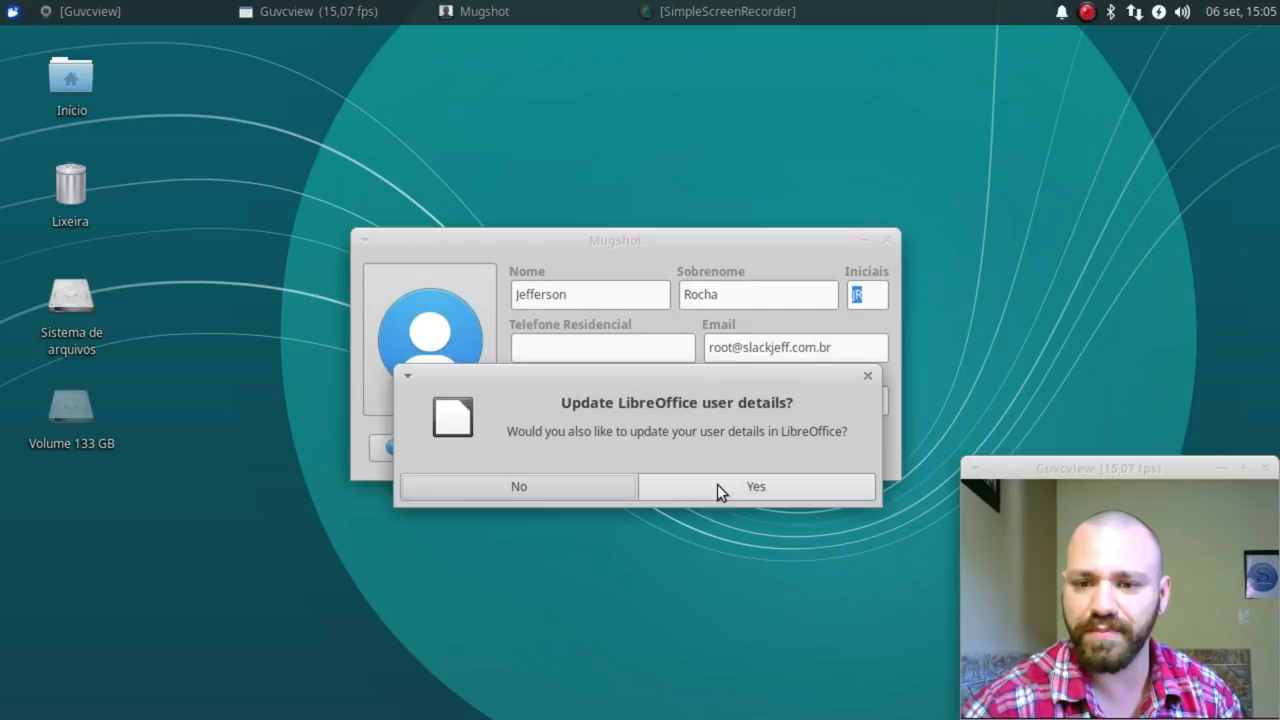 [Guvcview]
Guvcview (15,07 fps)
Mugshot
[SimpleScreenRecorder]
06 set, 15:05
Início
Lixeira
Sistema de
arquivos
Volume 133 GB
Mugshot
Nome
Sobrenome
Iniciais
Jefferson
Rocha
JR
Telefone Residencial
Email
root@slackjeff.com.br
Update LibreOffice user details?
Would you also like to update your user details in LibreOffice?
No
Yes
Guvcview (15,07 fps)